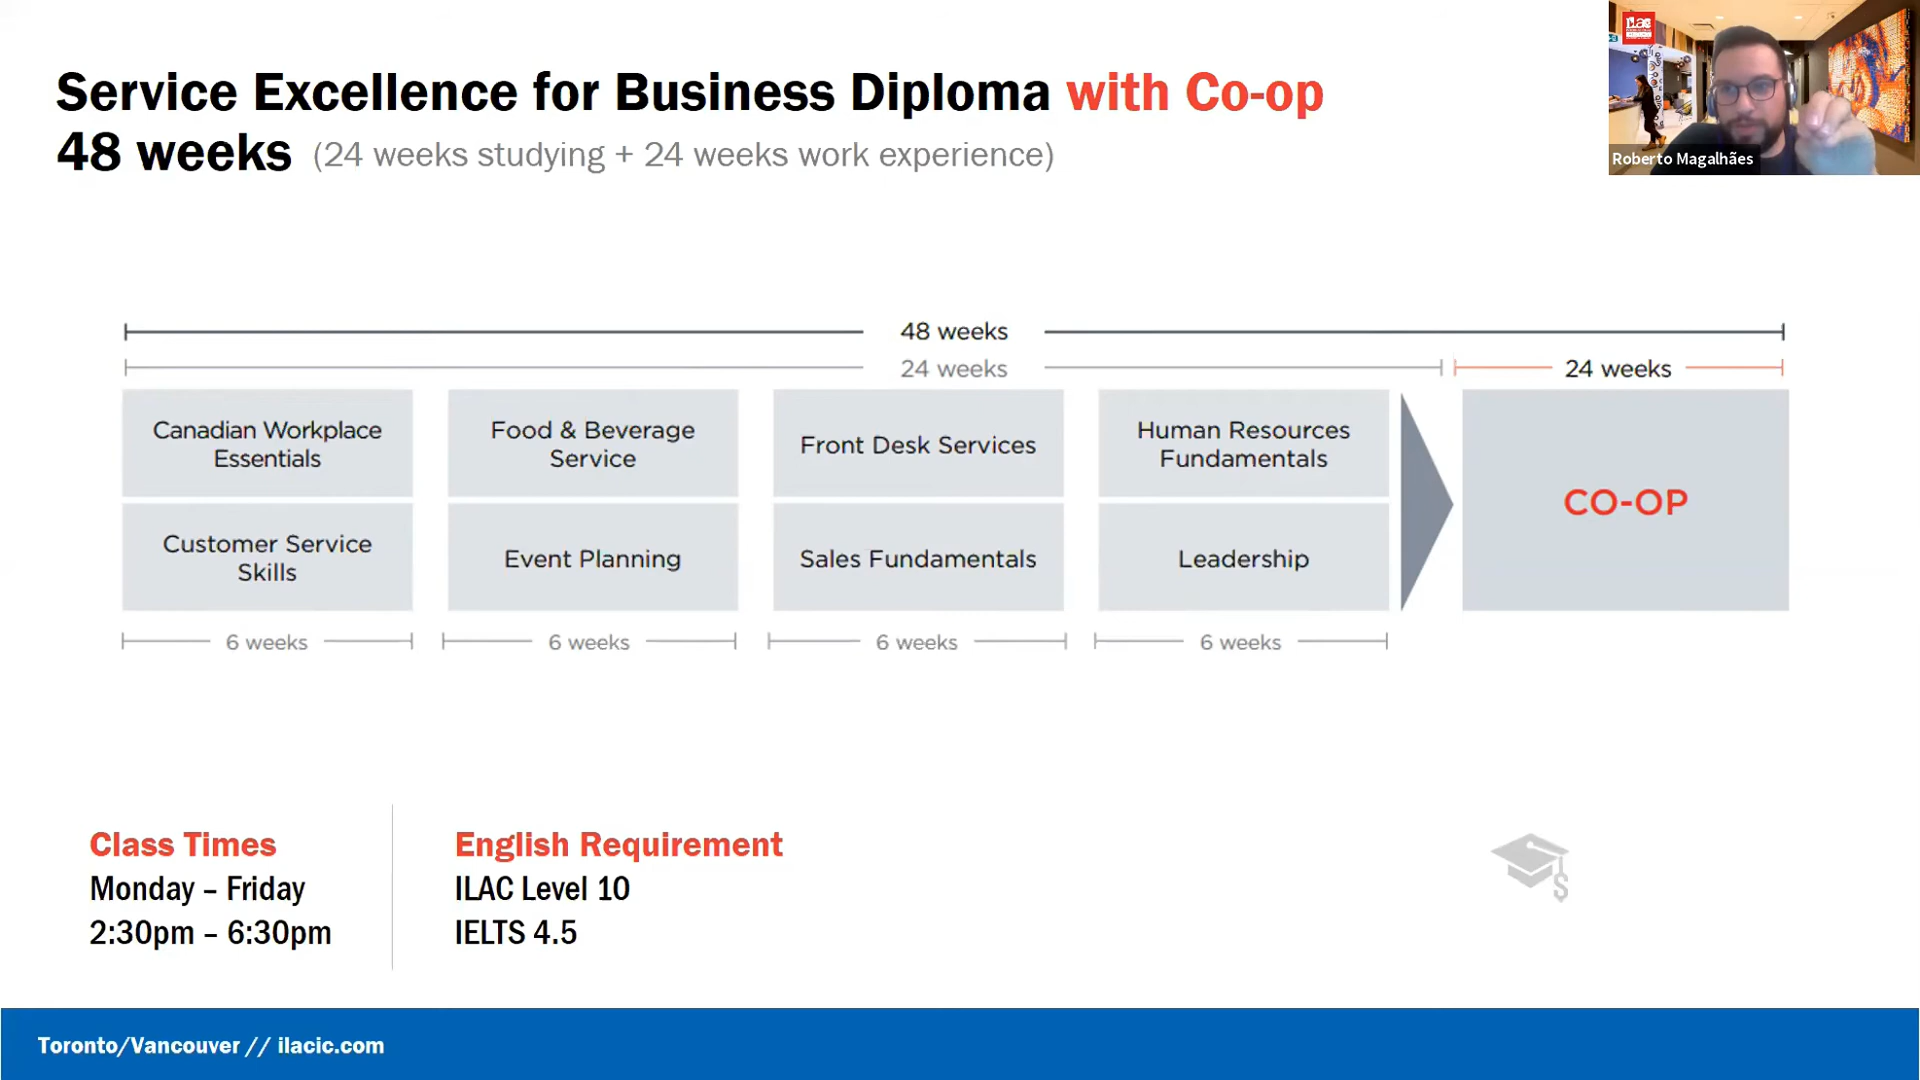 Service Excellence for Business Diploma with Co-op
48 weeks (24 weeks studying + 24 weeks work experience)
ilac
Roberto Magalhães
48 weeks
24 weeks
24 weeks
Canadian Workplace
Essentials
Food & Beverage
Service
Front Desk Services
Human Resources
Fundamentals
CO-OP
Customer Service
Skills
Event Planning
Sales Fundamentals
Leadership
6 weeks
6 weeks
6 weeks
6 weeks
Class Times
Monday – Friday
2:30pm – 6:30pm
English Requirement
ILAC Level 10
IELTS 4.5
$
Toronto/Vancouver // ilacic.com